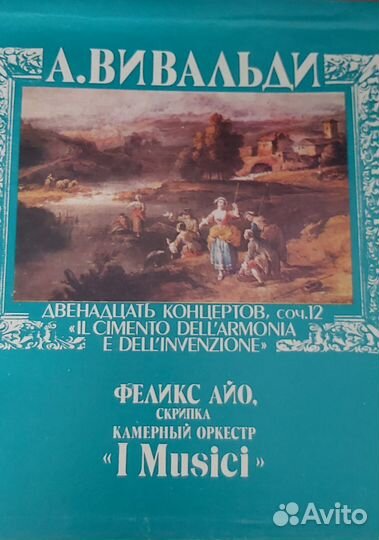 А. ВИВАЛЬДИ
ДВЕНАДЦАТЬ КОНЦЕРТОВ, соч.12
«IL CIMENTO DELL'ARMONIA
E DELL'INVENZIONE»
ФЕЛИКС АЙО,
СКРИПКА
КАМЕРНЫЙ ОРКЕСТР
«I Musici»
Avito